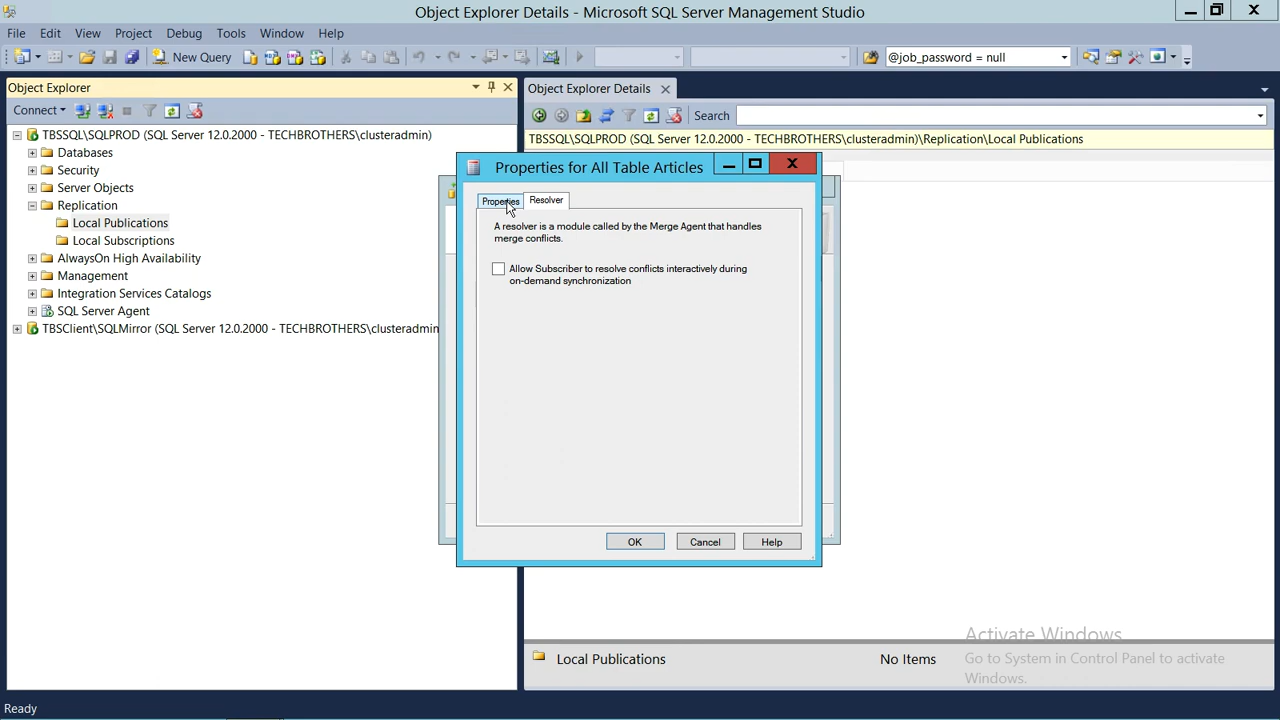 Object Explorer Details - Microsoft SQL Server Management Studio
File Edit View Project Debug Tools Window Help
New Query
@job_password = null
Object Explorer
Connect
TBSSQL\SQLPROD (SQL Server 12.0.2000 - TECHBROTHERS\clusteradmin)
Databases
Security
Server Objects
Replication
Local Publications
Local Subscriptions
AlwaysOn High Availability
Management
Integration Services Catalogs
SQL Server Agent
TBSClient\SQLMirror (SQL Server 12.0.2000 - TECHBROTHERS\clusteradmin
Object Explorer Details
Search
TBSSQL\SQLPROD (SQL Server 12.0.2000 - TECHBROTHERS\clusteradmin)\Replication\Local Publications
Properties for All Table Articles
Properties Resolver
A resolver is a module called by the Merge Agent that handles
merge conflicts.
Allow Subscriber to resolve conflicts interactively during
on-demand synchronization
OK Cancel Help
Local Publications No Items
Activate Windows
Go to System in Control Panel to activate
Windows.
Ready